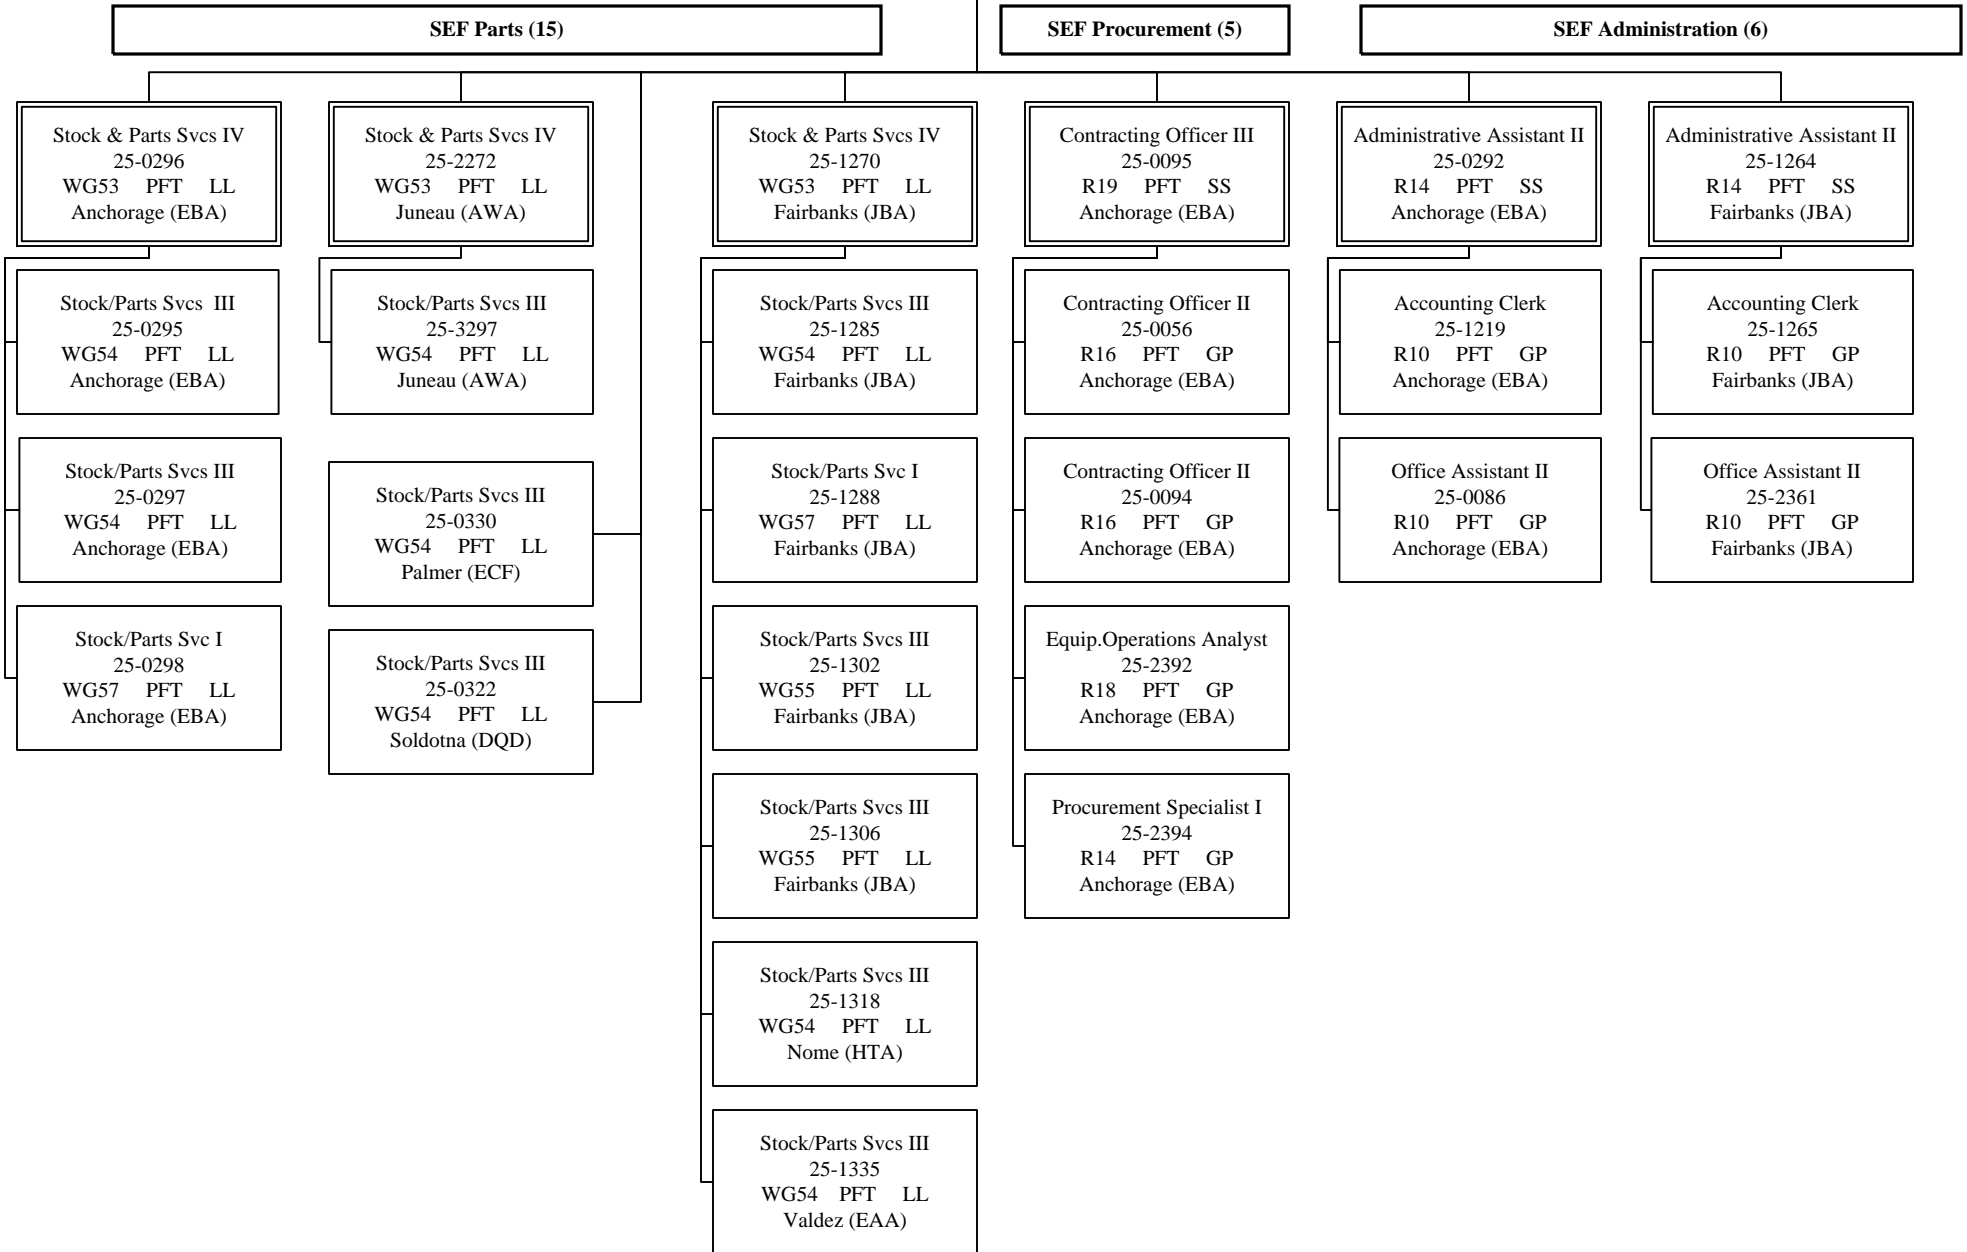 SEF Parts (15)
SEF Procurement (5)
SEF Administration (6)
Stock & Parts Svcs IV
25-0296
WG53 PFT LL
Anchorage (EBA)
Stock/Parts Svcs III
25-0295
WG54 PFT LL
Anchorage (EBA)
Stock/Parts Svcs III
25-0297
WG54 PFT LL
Anchorage (EBA)
Stock/Parts Svc I
25-0298
WG57 PFT LL
Anchorage (EBA)
Stock & Parts Svcs IV
25-2272
WG53 PFT LL
Juneau (AWA)
Stock/Parts Svcs III
25-3297
WG54 PFT LL
Juneau (AWA)
Stock/Parts Svcs III
25-0330
WG54 PFT LL
Palmer (ECF)
Stock/Parts Svcs III
25-0322
WG54 PFT LL
Soldotna (DQD)
Stock & Parts Svcs IV
25-1270
WG53 PFT LL
Fairbanks (JBA)
Stock/Parts Svcs III
25-1285
WG54 PFT LL
Fairbanks (JBA)
Stock/Parts Svc I
25-1288
WG57 PFT LL
Fairbanks (JBA)
Stock/Parts Svcs III
25-1302
WG55 PFT LL
Fairbanks (JBA)
Stock/Parts Svcs III
25-1306
WG55 PFT LL
Fairbanks (JBA)
Stock/Parts Svcs III
25-1318
WG54 PFT LL
Nome (HTA)
Stock/Parts Svcs III
25-1335
WG54 PFT LL
Valdez (EAA)
Contracting Officer III
25-0095
R19 PFT SS
Anchorage (EBA)
Contracting Officer II
25-0056
R16 PFT GP
Anchorage (EBA)
Contracting Officer II
25-0094
R16 PFT GP
Anchorage (EBA)
Equip.Operations Analyst
25-2392
R18 PFT GP
Anchorage (EBA)
Procurement Specialist I
25-2394
R14 PFT GP
Anchorage (EBA)
Administrative Assistant II
25-0292
R14 PFT SS
Anchorage (EBA)
Accounting Clerk
25-1219
R10 PFT GP
Anchorage (EBA)
Office Assistant II
25-0086
R10 PFT GP
Anchorage (EBA)
Administrative Assistant II
25-1264
R14 PFT SS
Fairbanks (JBA)
Accounting Clerk
25-1265
R10 PFT GP
Fairbanks (JBA)
Office Assistant II
25-2361
R10 PFT GP
Fairbanks (JBA)